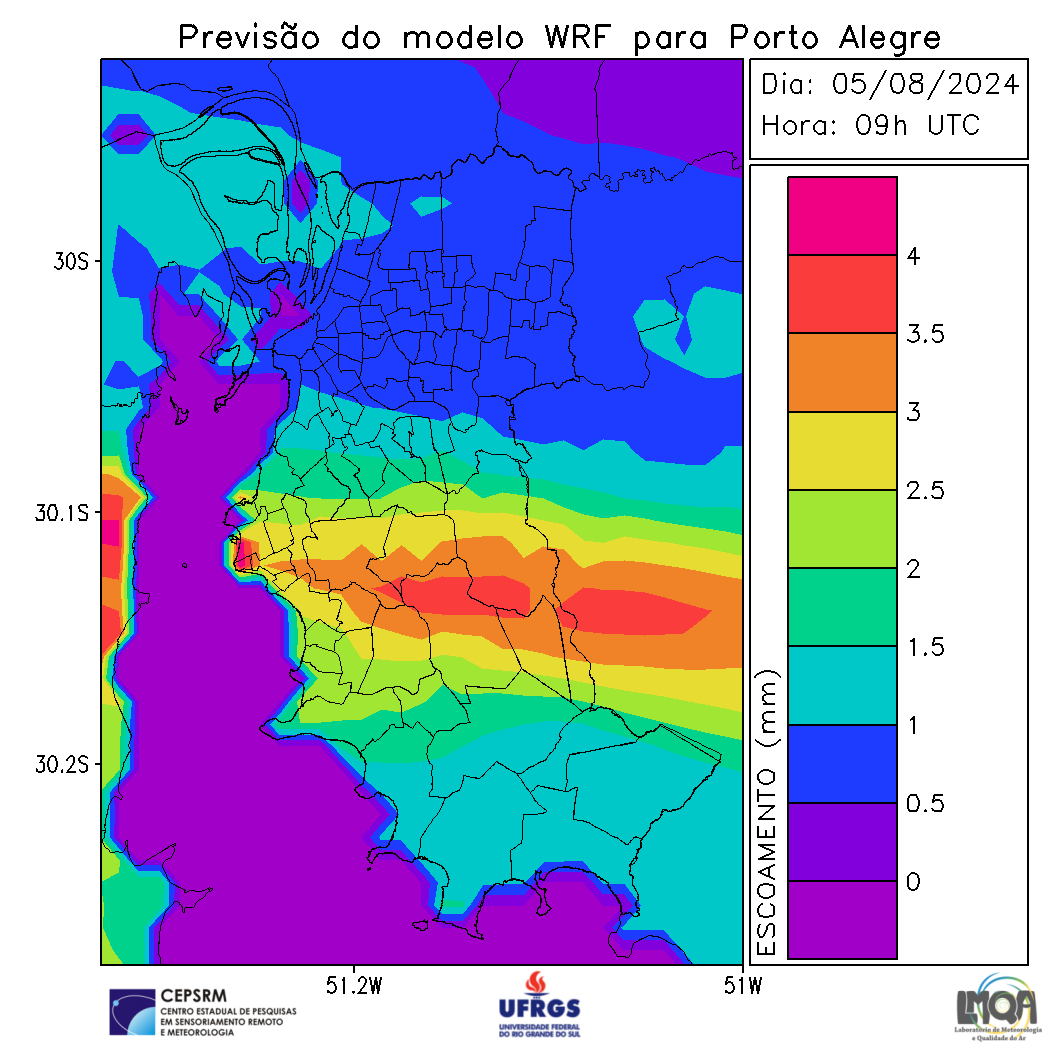 Previsão do modelo WRF para Porto Alegre
Dia: 05/08/2024
Hora: 09h UTC
30S
30.1S
30.2S
51.2W
51W
ESCOAMENTO (mm)
4
3.5
3
2.5
2
1.5
1
0.5
0
CEPSRM
CENTRO ESTADUAL DE PESQUISAS
EM SENSORIAMENTO REMOTO
E METEOROLOGIA
UFRGS
UNIVERSIDADE FEDERAL
DO RIO GRANDE DO SUL
LMQA
Laboratório de Meteorologia
e Qualidade do Ar